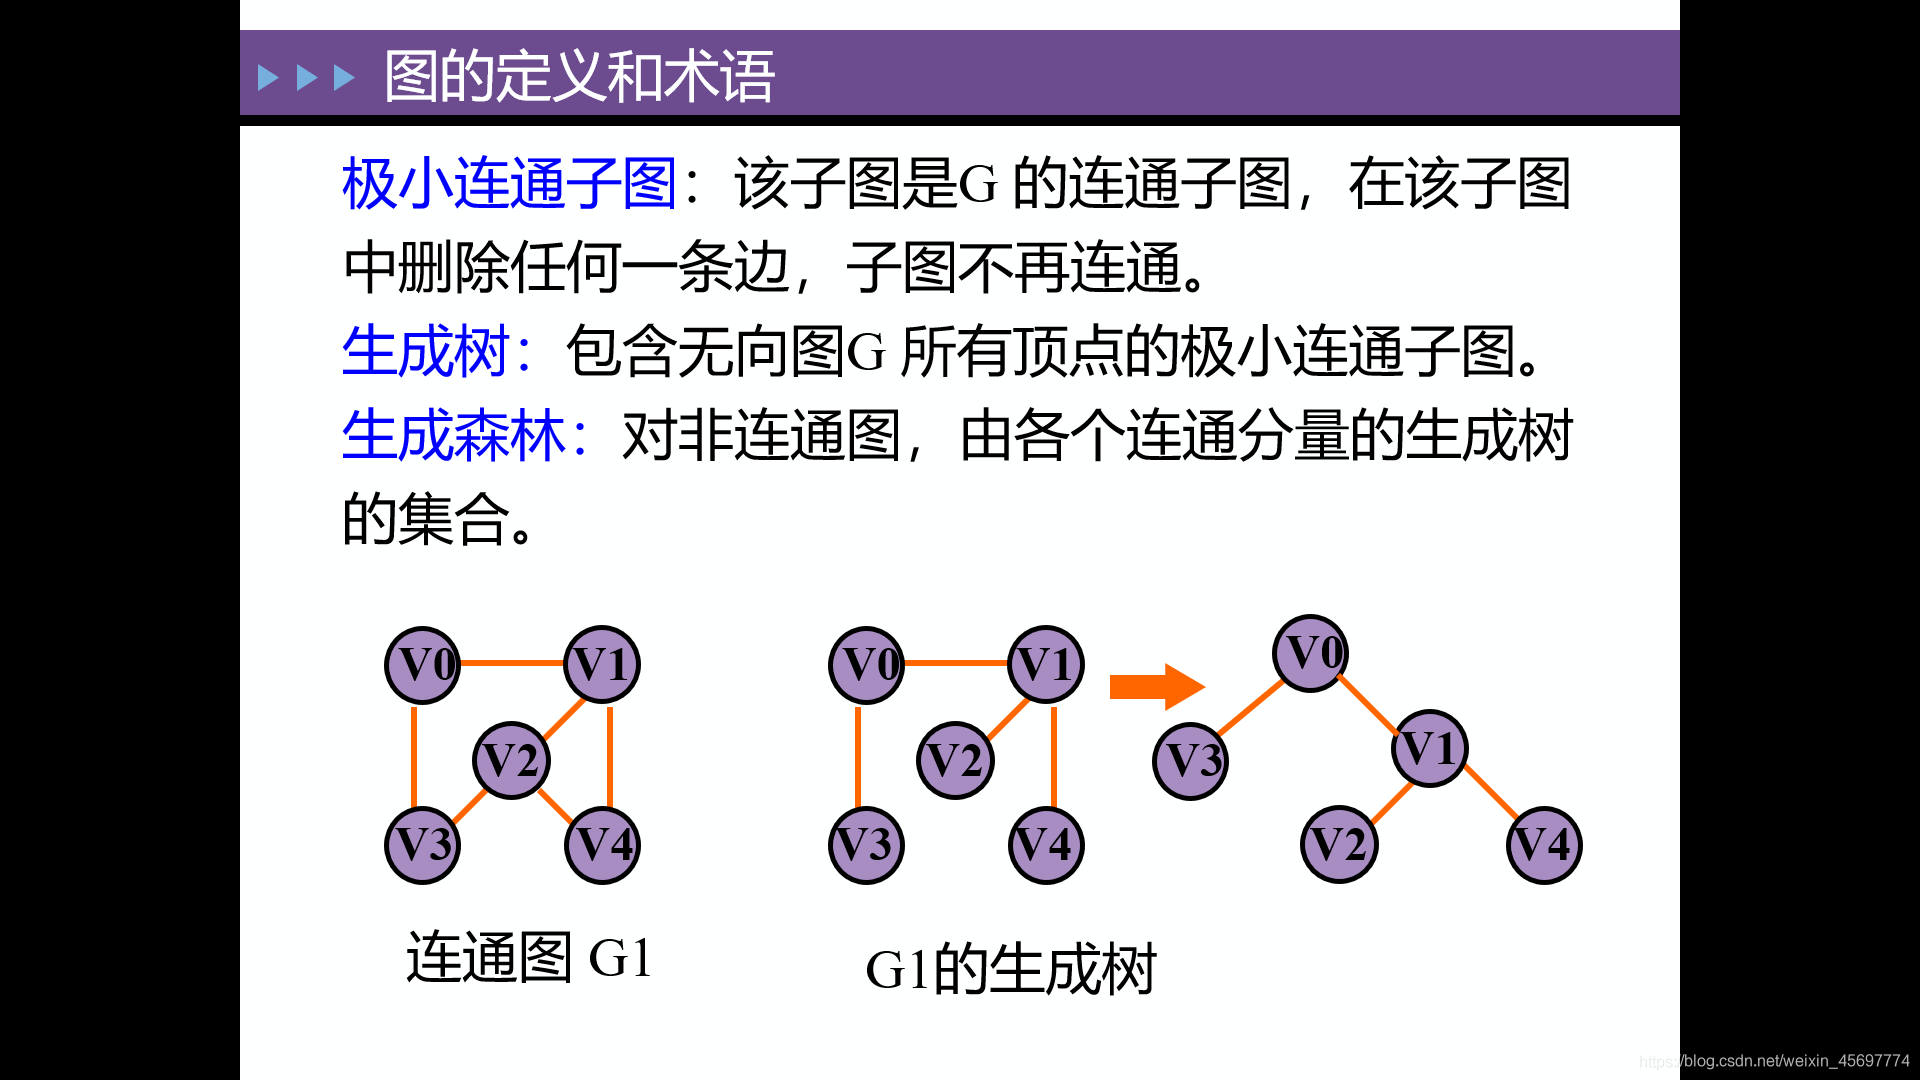 图的定义和术语
极小连通子图：该子图是G 的连通子图，在该子图
中删除任何一条边，子图不再连通。
生成树：包含无向图G 所有顶点的极小连通子图。
生成森林：对非连通图，由各个连通分量的生成树
的集合。
V0 V1
V2
V3 V4
连通图 G1
V0 V1
V2
V3 V4
G1的生成树
V0
V3 V1
V2 V4
https://blog.csdn.net/weixin_45697774